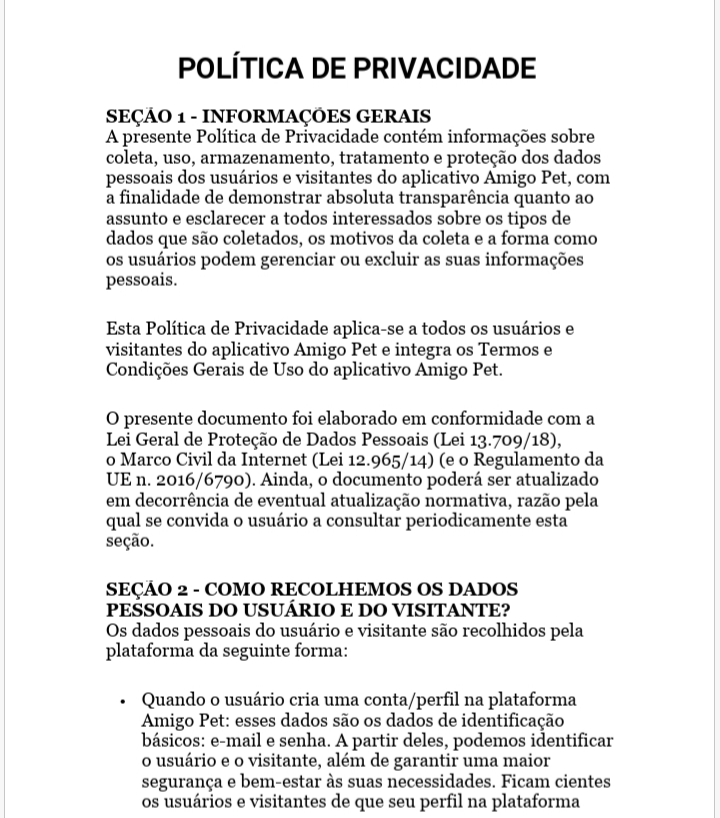 POLÍTICA DE PRIVACIDADE
SEÇÃO 1 - INFORMAÇÕES GERAIS
A presente Política de Privacidade contém informações sobre
coleta, uso, armazenamento, tratamento e proteção dos dados
pessoais dos usuários e visitantes do aplicativo Amigo Pet, com
a finalidade de demonstrar absoluta transparência quanto ao
assunto e esclarecer a todos interessados sobre os tipos de
dados que são coletados, os motivos da coleta e a forma como
os usuários podem gerenciar ou excluir as suas informações
pessoais.
Esta Política de Privacidade aplica-se a todos os usuários e
visitantes do aplicativo Amigo Pet e integra os Termos e
Condições Gerais de Uso do aplicativo Amigo Pet.
O presente documento foi elaborado em conformidade com a
Lei Geral de Proteção de Dados Pessoais (Lei 13.709/18),
o Marco Civil da Internet (Lei 12.965/14) (e o Regulamento da
UE n. 2016/6790). Ainda, o documento poderá ser atualizado
em decorrência de eventual atualização normativa, razão pela
qual se convida o usuário a consultar periodicamente esta
seção.
SEÇÃO 2 - COMO RECOLHEMOS OS DADOS
PESSOAIS DO USUÁRIO E DO VISITANTE?
Os dados pessoais do usuário e visitante são recolhidos pela
plataforma da seguinte forma:
• Quando o usuário cria uma conta/perfil na plataforma
Amigo Pet: esses dados são os dados de identificação
básicos: e-mail e senha. A partir deles, podemos identificar
o usuário e o visitante, além de garantir uma maior
segurança e bem-estar às suas necessidades. Ficam cientes
os usuários e visitantes de que seu perfil na plataforma